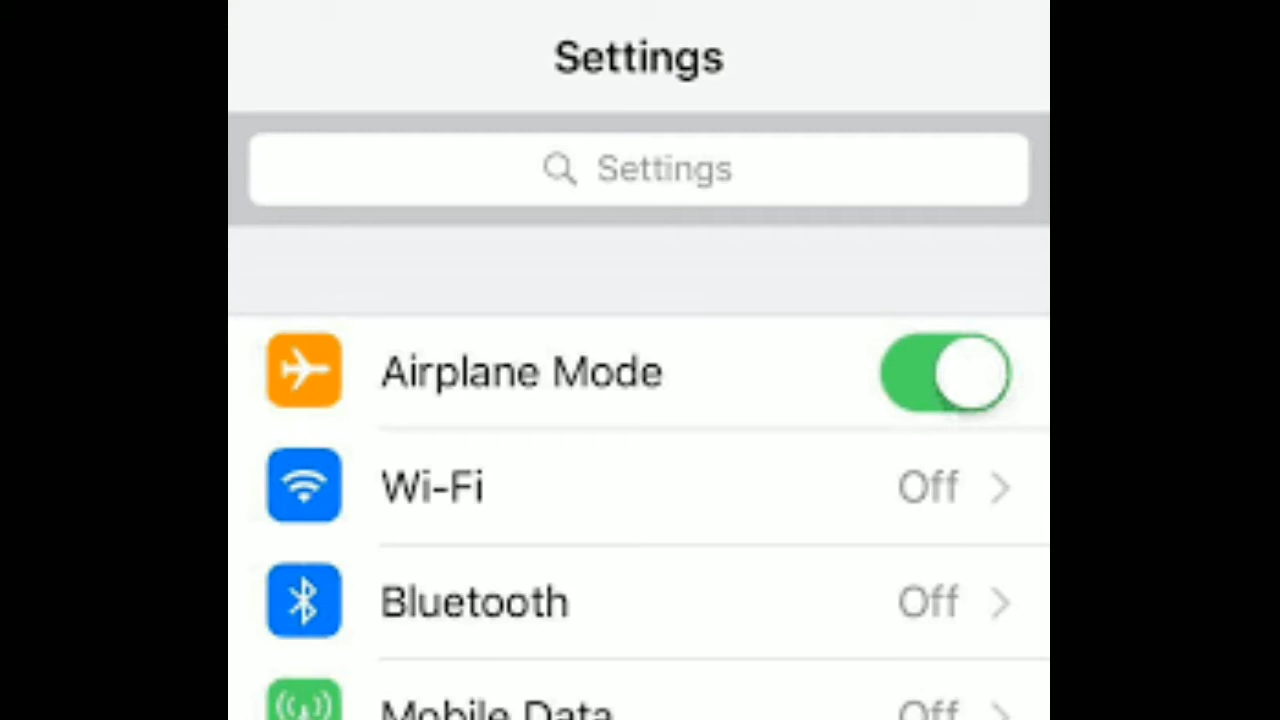 Settings
Settings
Airplane Mode
Wi-Fi Off
Bluetooth Off
Mobile Data Off